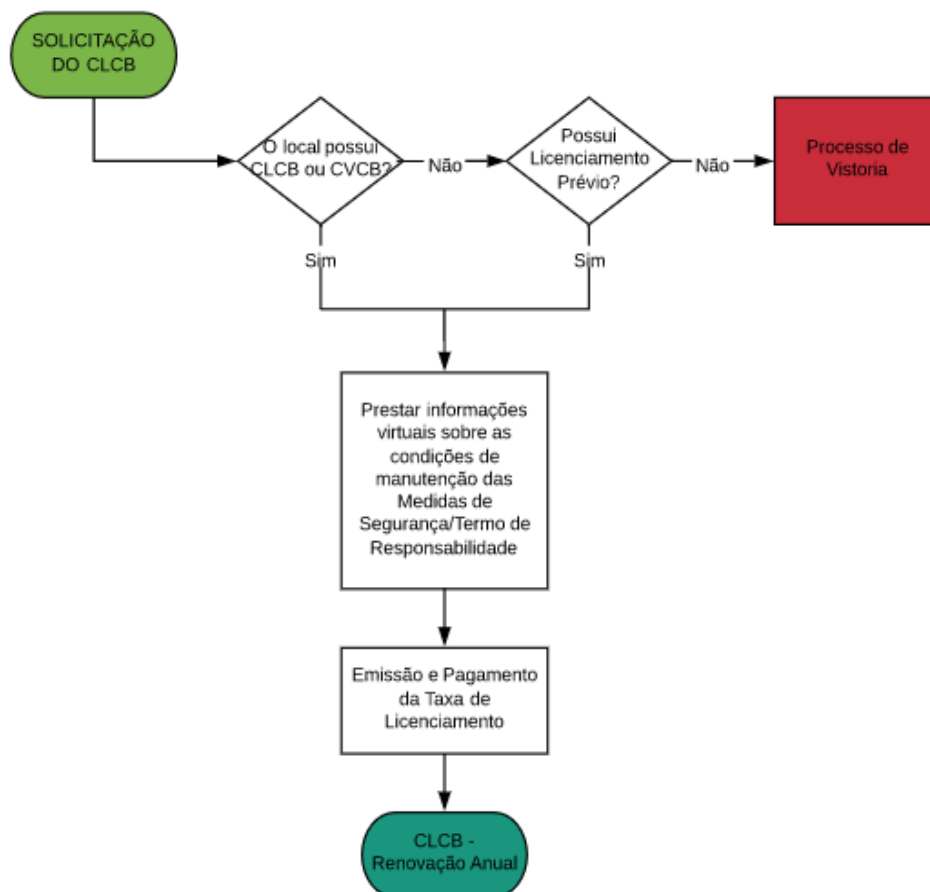 SOLICITAÇÃO
DO CLCB
O local possui
CLCB ou CVCB?
Não
Possui
Licenciamento
Prévio?
Não
Processo de
Vistoria
Sim
Sim
Prestar informações
virtuais sobre as
condições de
manutenção das
Medidas de
Segurança/Termo de
Responsabilidade
Emissão e Pagamento
da Taxa de
Licenciamento
CLCB -
Renovação Anual